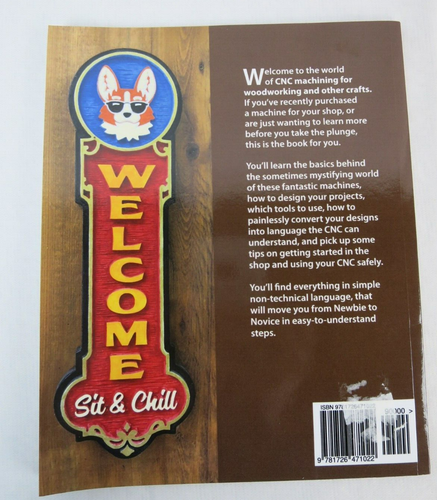 WELCOME
Sit & Chill
Welcome to the world
of CNC machining for
woodworking and other crafts.
If you've recently purchased
a machine for your shop, or
are just wanting to learn more
before you take the plunge,
this is the book for you.
You'll learn the basics behind
the sometimes mystifying world
of these fantastic machines,
how to design your projects,
which tools to use, how to
painlessly convert your designs
into language the CNC can
understand, and pick up some
tips on getting started in the
shop and using your CNC safely.
You'll find everything in simple
non-technical language, that
will move you from Newbie to
Novice in easy-to-understand
steps.
ISBN
9 781726 471022